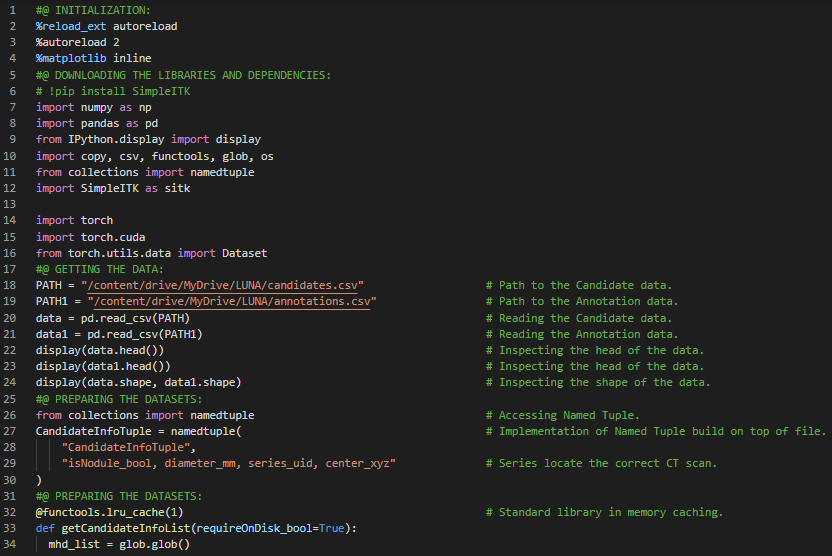 1 #@ INITIALIZATION:
2 %reload_ext autoreload
3 %autoreload 2
4 %matplotlib inline
5 #@ DOWNLOADING THE LIBRARIES AND DEPENDENCIES:
6 # !pip install SimpleITK
7 import numpy as np
8 import pandas as pd
9 from IPython.display import display
10 import copy, csv, functools, glob, os
11 from collections import namedtuple
12 import SimpleITK as sitk
13
14 import torch
15 import torch.cuda
16 from torch.utils.data import Dataset
17 #@ GETTING THE DATA:
18 PATH = "/content/drive/MyDrive/LUNA/candidates.csv" # Path to the Candidate data.
19 PATH1 = "/content/drive/MyDrive/LUNA/annotations.csv" # Path to the Annotation data.
20 data = pd.read_csv(PATH) # Reading the Candidate data.
21 data1 = pd.read_csv(PATH1) # Reading the Annotation data.
22 display(data.head()) # Inspecting the head of the data.
23 display(data1.head()) # Inspecting the head of the data.
24 display(data.shape, data1.shape) # Inspecting the shape of the data.
25 #@ PREPARING THE DATASETS:
26 from collections import namedtuple # Accessing Named Tuple.
27 CandidateInfoTuple = namedtuple( # Implementation of Named Tuple build on top of file.
28 "CandidateInfoTuple",
29 "isNodule_bool, diameter_mm, series_uid, center_xyz" # Series locate the correct CT scan.
30 )
31 #@ PREPARING THE DATASETS:
32 @functools.lru_cache(1) # Standard library in memory caching.
33 def getCandidateInfoList(requireOnDisk_bool=True):
34 mhd_list = glob.glob()